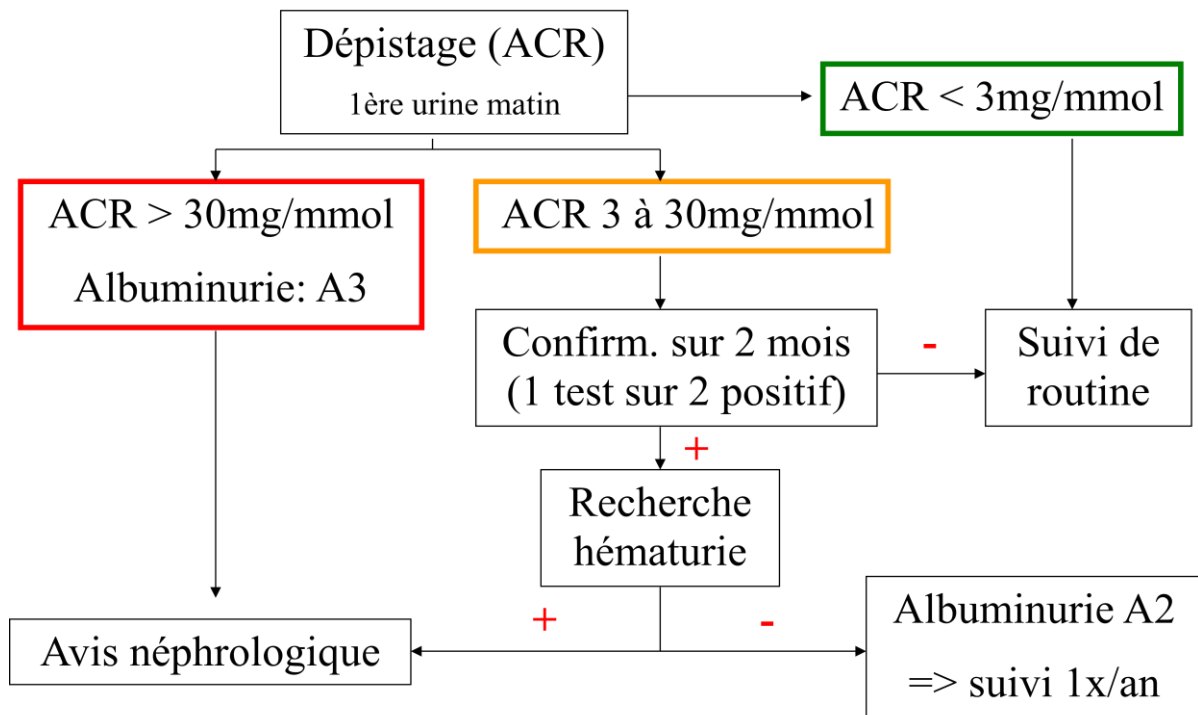 Dépistage (ACR)
1ère urine matin
ACR < 3mg/mmol
ACR > 30mg/mmol
Albuminurie: A3
ACR 3 à 30mg/mmol
Confirm. sur 2 mois
(1 test sur 2 positif)
-
Suivi de
routine
+
Recherche
hématurie
+
-
Avis néphrologique
Albuminurie A2
=> suivi 1x/an